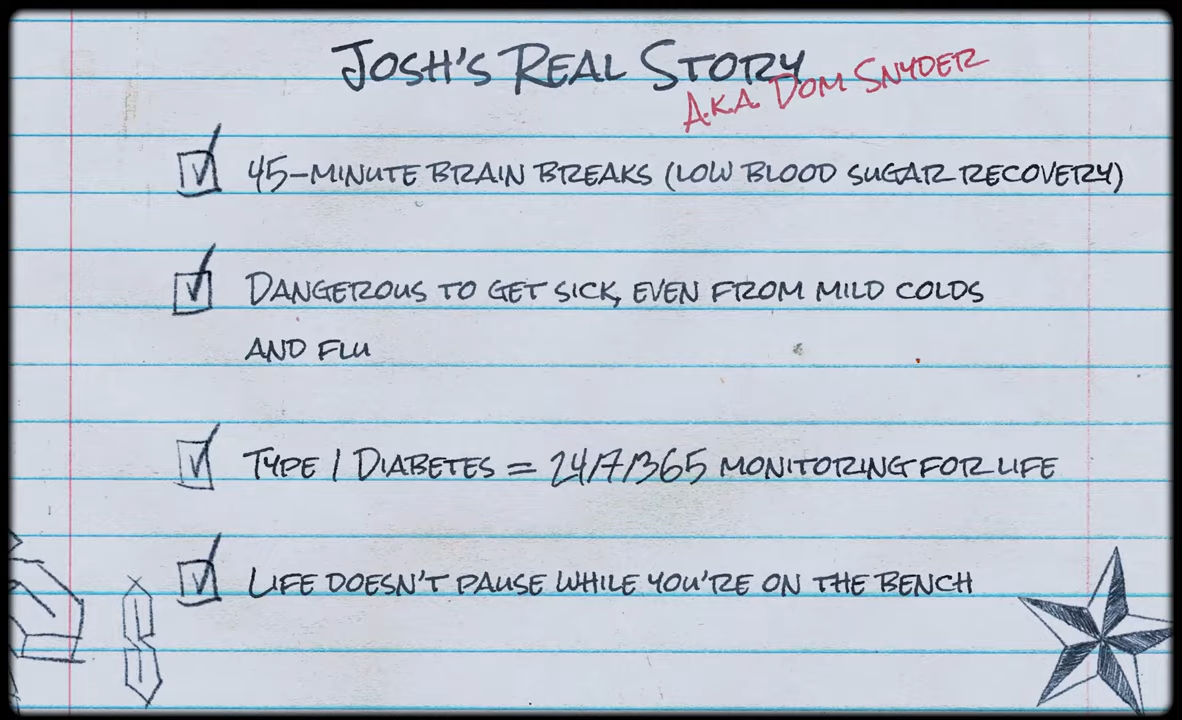 JOSH'S REAL STORY
A.K.A. DOM SNYDER
45-MINUTE BRAIN BREAKS (LOW BLOOD SUGAR RECOVERY)
DANGEROUS TO GET SICK, EVEN FROM MILD COLDS
AND FLU
TYPE 1 DIABETES = 24/7/365 MONITORING FOR LIFE
LIFE DOESN'T PAUSE WHILE YOU'RE ON THE BENCH